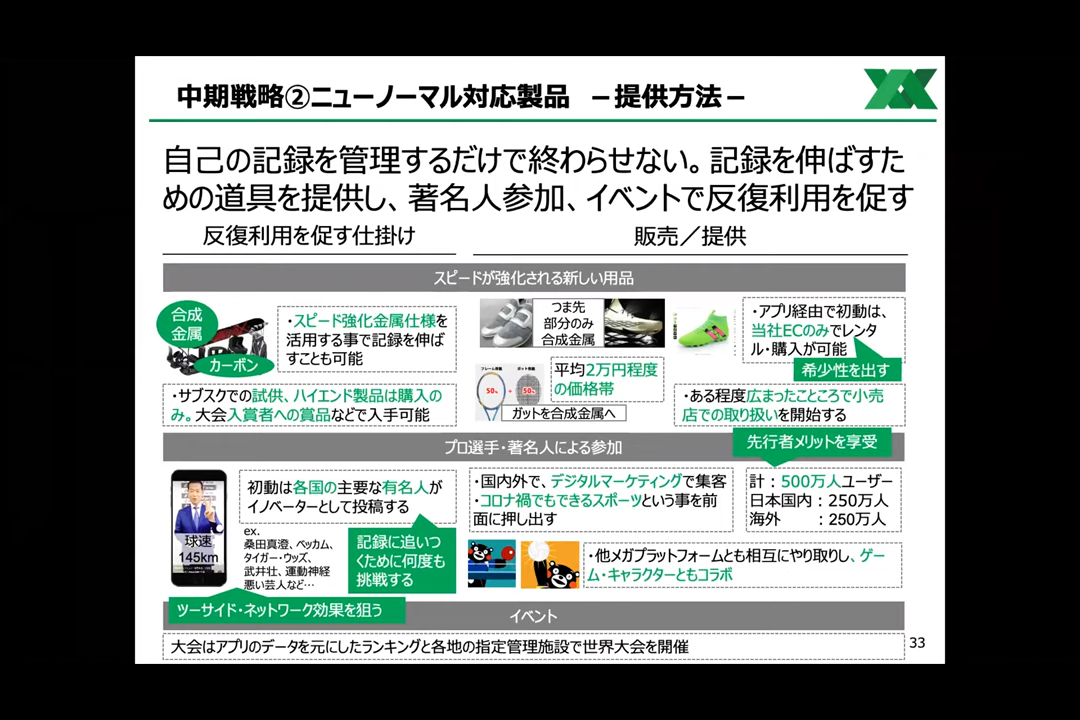 中期戦略②ニューノーマル対応製品 －提供方法－
自己の記録を管理するだけで終わらせない。記録を伸ばすた
めの道具を提供し、著名人参加、イベントで反復利用を促す
反復利用を促す仕掛け
販売／提供
スピードが強化される新しい用品
合成
金属
カーボン
・スピード強化金属仕様を
活用する事で記録を伸ば
すことも可能
・サブスクでの試供、ハイエンド製品は購入の
み。大会入賞者への賞品などで入手可能
つま先
部分のみ
合成金属
フレーム性能
ガット性能
50%
+
50%
ガットを合成金属へ
平均2万円程度
の価格帯
・アプリ経由で初動は、
当社ECのみでレンタ
ル・購入が可能
希少性を出す
・ある程度広まったこところで小売
店での取り扱いを開始する
プロ選手・著名人による参加
先行者メリットを享受
球速
145km
初動は各国の主要な有名人が
イノベーターとして投稿する
ex.
桑田真澄、ベッカム、
タイガー・ウッズ、
武井壮、運動神経
悪い芸人など…
記録に追いつ
くために何度も
挑戦する
ツーサイド・ネットワーク効果を狙う
・国内外で、デジタルマーケティングで集客
・コロナ禍でもできるスポーツという事を前
面に押し出す
計：500万人ユーザー
日本国内：250万人
海外　　：250万人
・他メガプラットフォームとも相互にやり取りし、ゲー
ム・キャラクターともコラボ
イベント
大会はアプリのデータを元にしたランキングと各地の指定管理施設で世界大会を開催
33